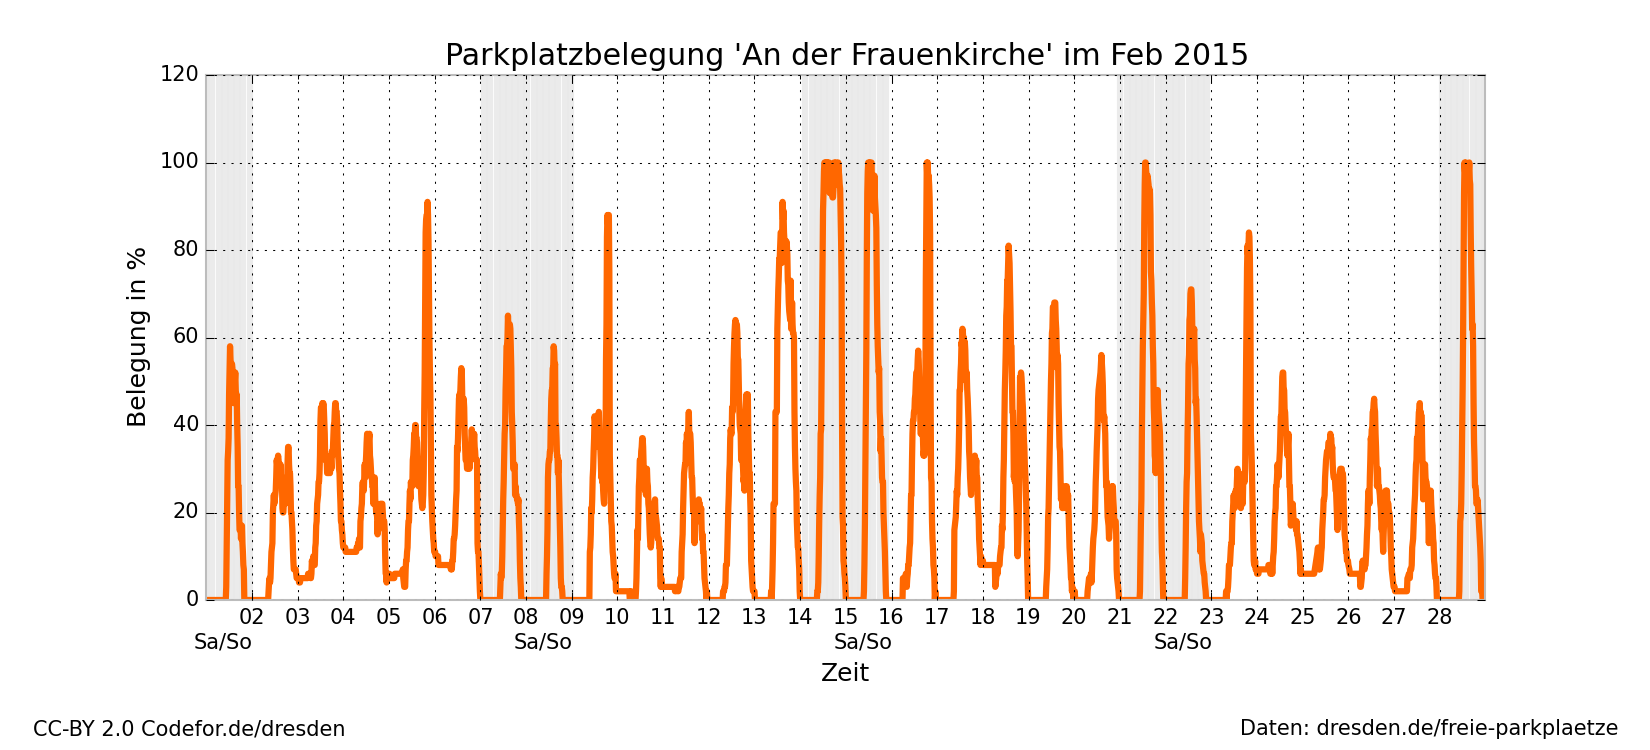 Parkplatzbelegung 'An der Frauenkirche' im Feb 2015
120
100
80
60
40
20
0
Belegung in %
02 03 04 05 06 07 08 09 10 11 12 13 14 15 16 17 18 19 20 21 22 23 24 25 26 27 28
Sa/So Sa/So Sa/So Sa/So
Zeit
CC-BY 2.0 Codefor.de/dresden
Daten: dresden.de/freie-parkplaetze